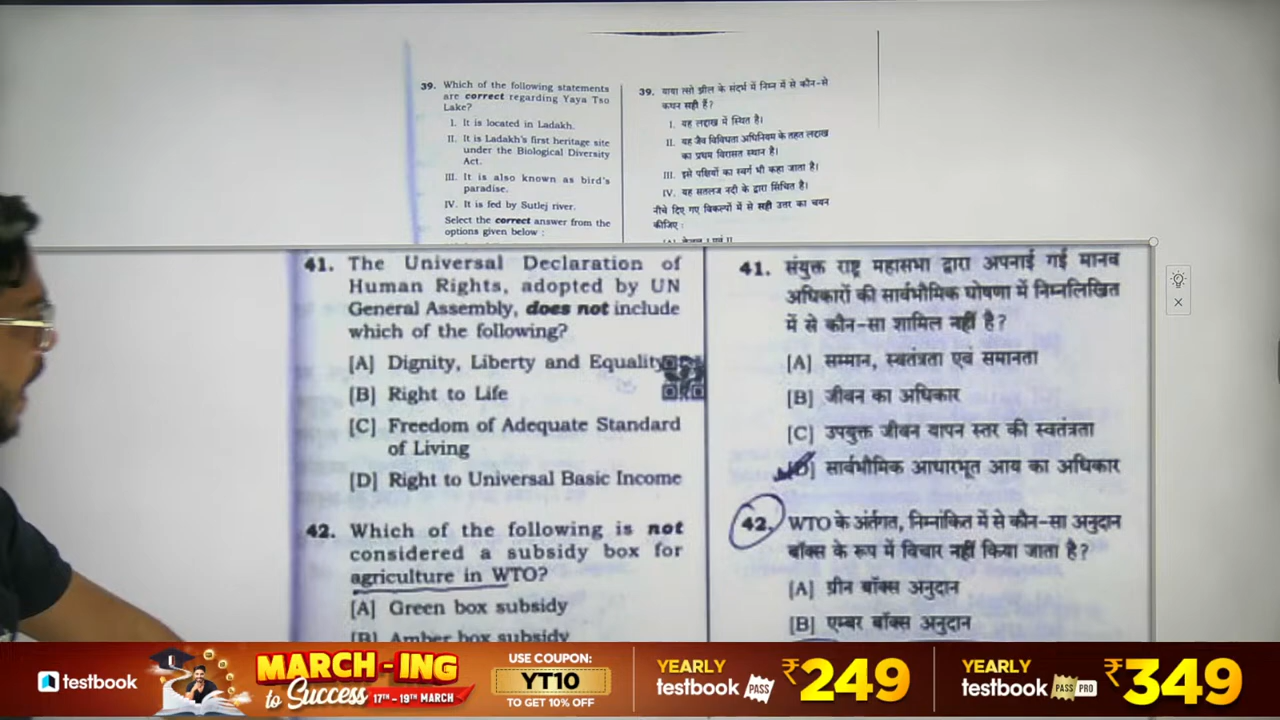 39. Which of the following statements
are correct regarding Yaya Tso
Lake?
I. It is located in Ladakh.
II. It is Ladakh's first heritage site
under the Biological Diversity
Act.
III. It is also known as bird's
paradise.
IV. It is fed by Sutlej river.
Select the correct answer from the
options given below :
39. याया त्सो झील के संदर्भ में निम्न में से कौन-से
कथन सही हैं?
I. यह लद्दाख में स्थित है।
II. यह जैव विविधता अधिनियम के तहत लद्दाख
का प्रथम विरासत स्थान है।
III. इसे पक्षियों का स्वर्ग भी कहा जाता है।
IV. यह सतलज नदी के द्वारा सिंचित है।
नीचे दिए गए विकल्पों में से सही उत्तर का चयन
कीजिए :
[A] केवल I एवं II
41. The Universal Declaration of
Human Rights, adopted by UN
General Assembly, does not include
which of the following?
[A] Dignity, Liberty and Equality
[B] Right to Life
[C] Freedom of Adequate Standard
of Living
[D] Right to Universal Basic Income
42. Which of the following is not
considered a subsidy box for
agriculture in WTO?
[A] Green box subsidy
[B] Amber box subsidy
41. संयुक्त राष्ट्र महासभा द्वारा अपनाई गई मानव
अधिकारों की सार्वभौमिक घोषणा में निम्नलिखित
में से कौन-सा शामिल नहीं है?
[A] सम्मान, स्वतंत्रता एवं समानता
[B] जीवन का अधिकार
[C] उपयुक्त जीवन यापन स्तर की स्वतंत्रता
[D] सार्वभौमिक आधारभूत आय का अधिकार
42. WTO के अंतर्गत, निम्नांकित में से कौन-सा अनुदान
बॉक्स के रूप में विचार नहीं किया जाता है?
[A] ग्रीन बॉक्स अनुदान
[B] एम्बर बॉक्स अनुदान
testbook
MARCH-ING
to Success
17TH - 19TH MARCH
USE COUPON:
YT10
TO GET 10% OFF
YEARLY
testbook PASS
₹249
YEARLY
testbook PASS PRO
₹349